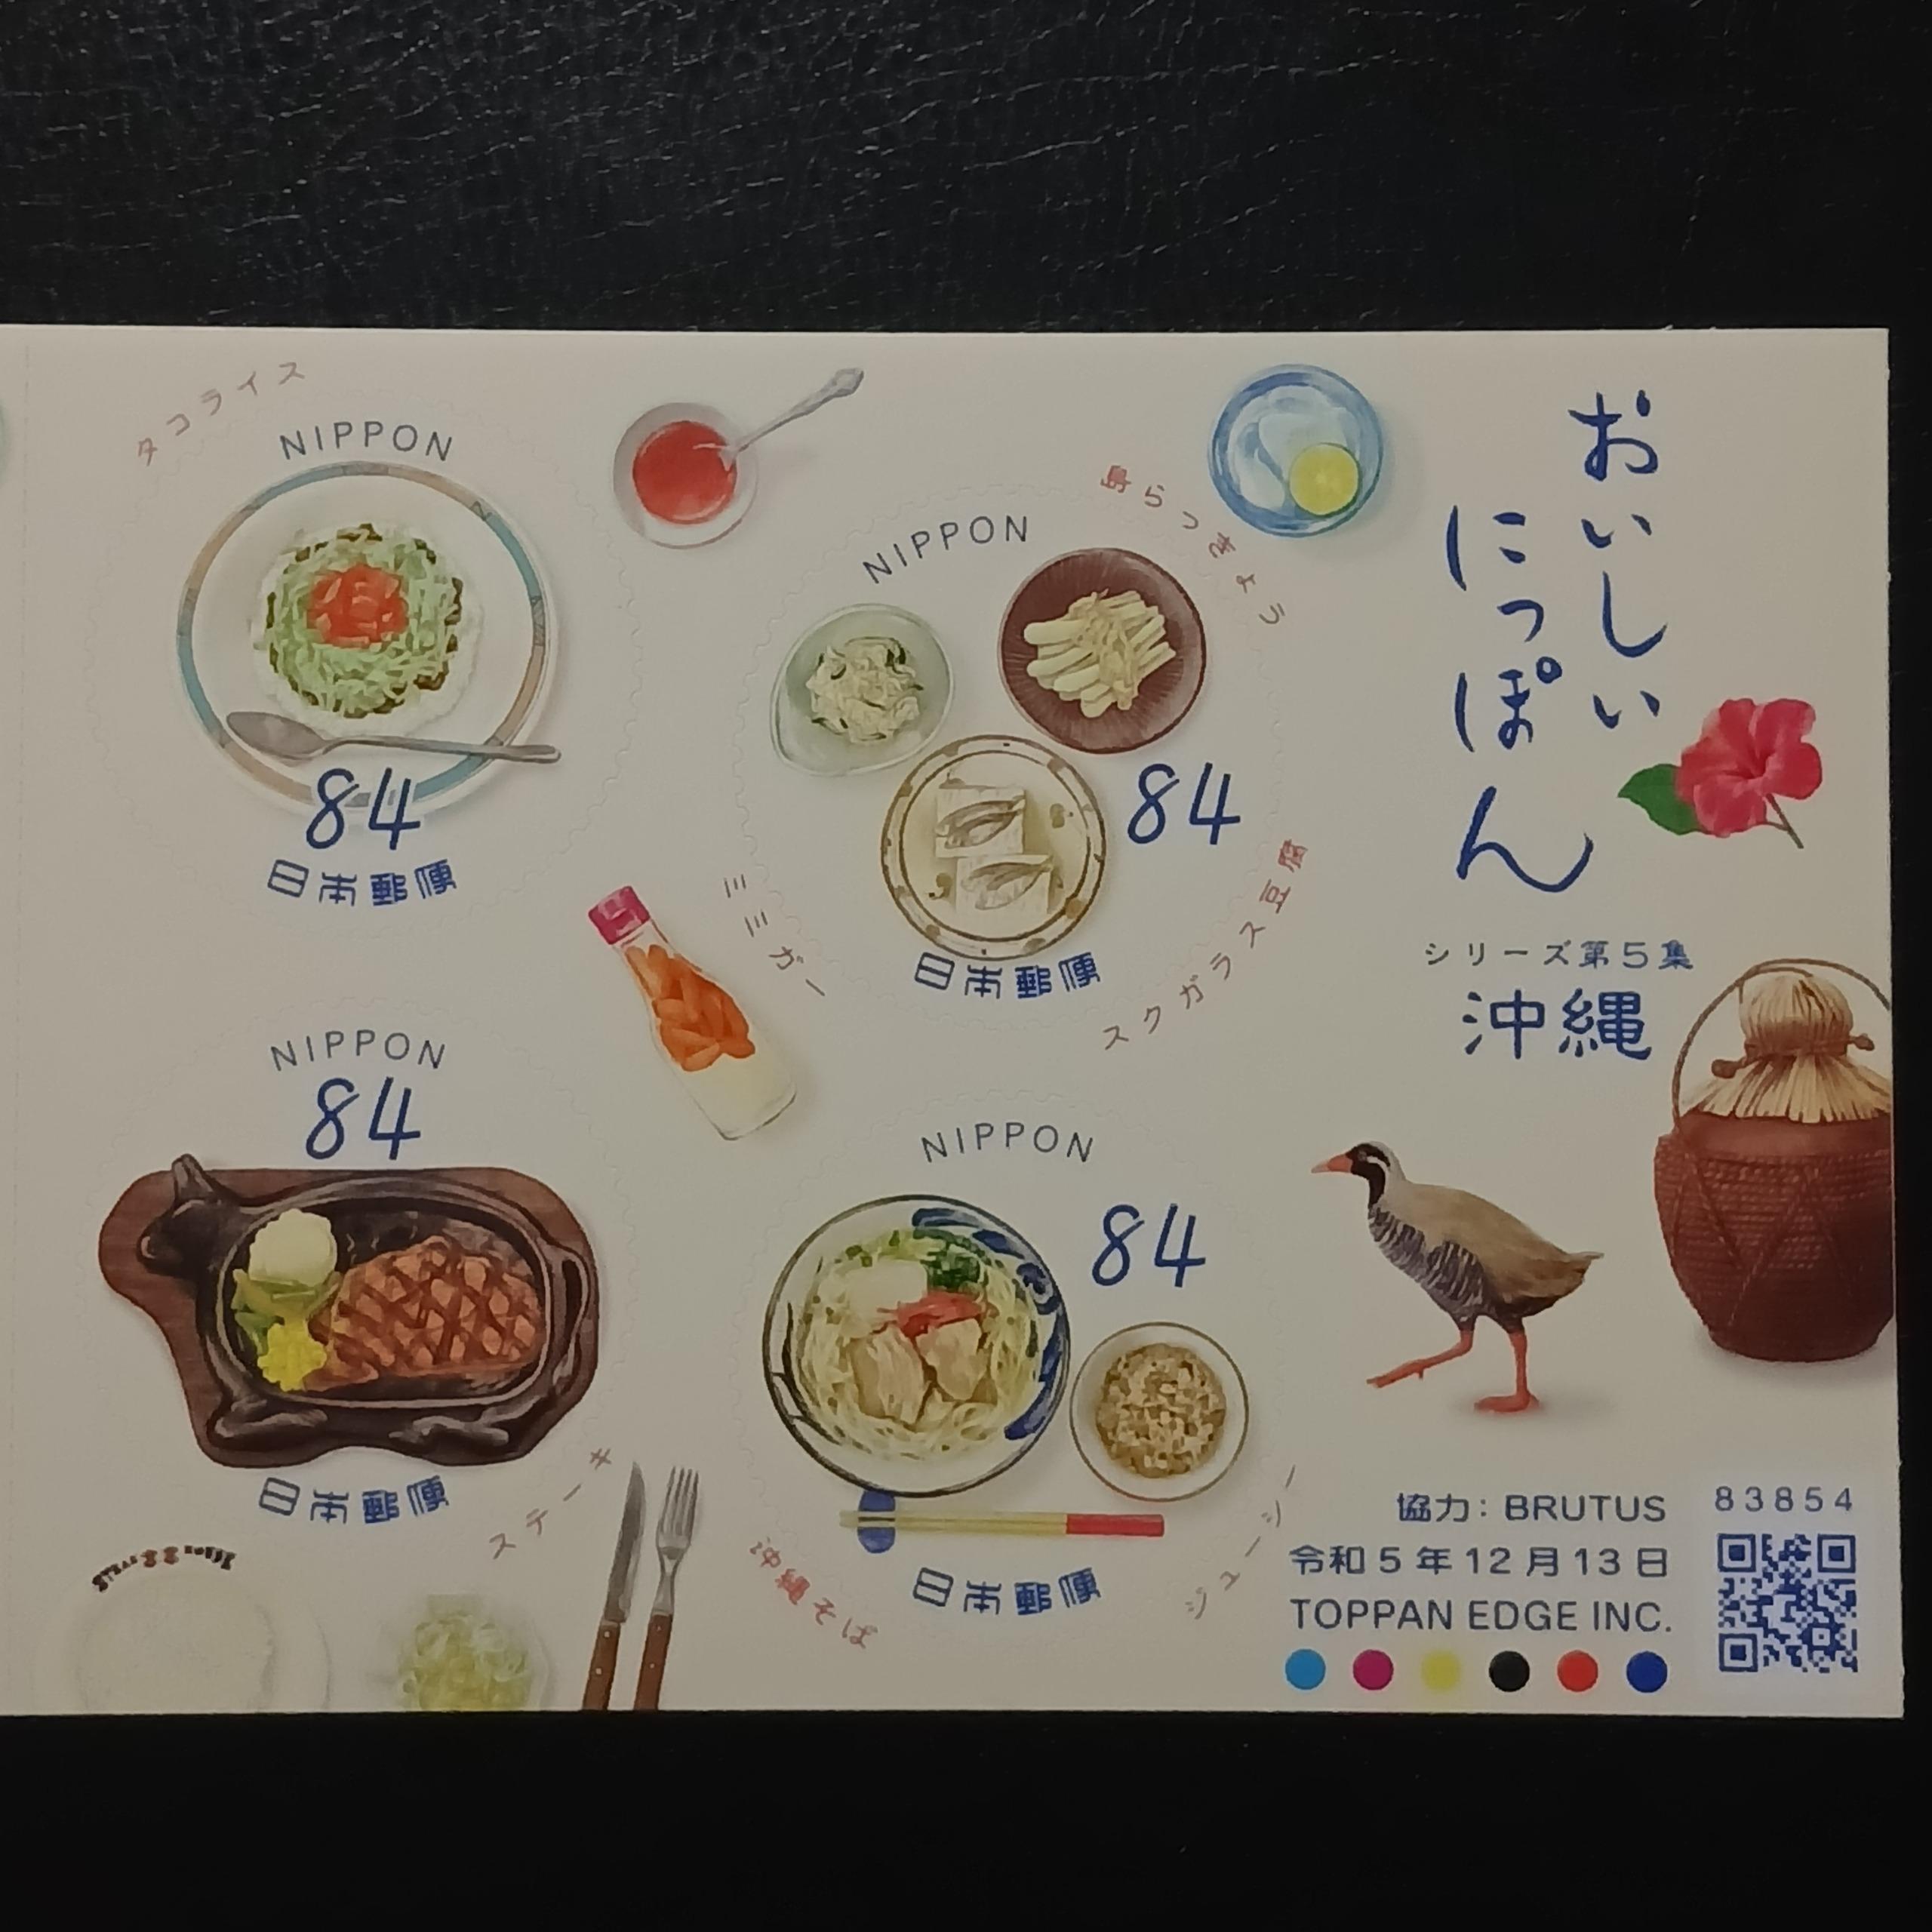 タコライス
NIPPON
84
日本郵便
島らっきょう
NIPPON
84
ミミガー
スクガラス豆腐
日本郵便
NIPPON
84
日本郵便
ステーキ
STEAK 88 HOUSE
NIPPON
84
沖縄そば
ジューシー
日本郵便
おいしい
にっぽん
シリーズ第5集
沖縄
協力：BRUTUS
令和5年12月13日
TOPPAN EDGE INC.
83854